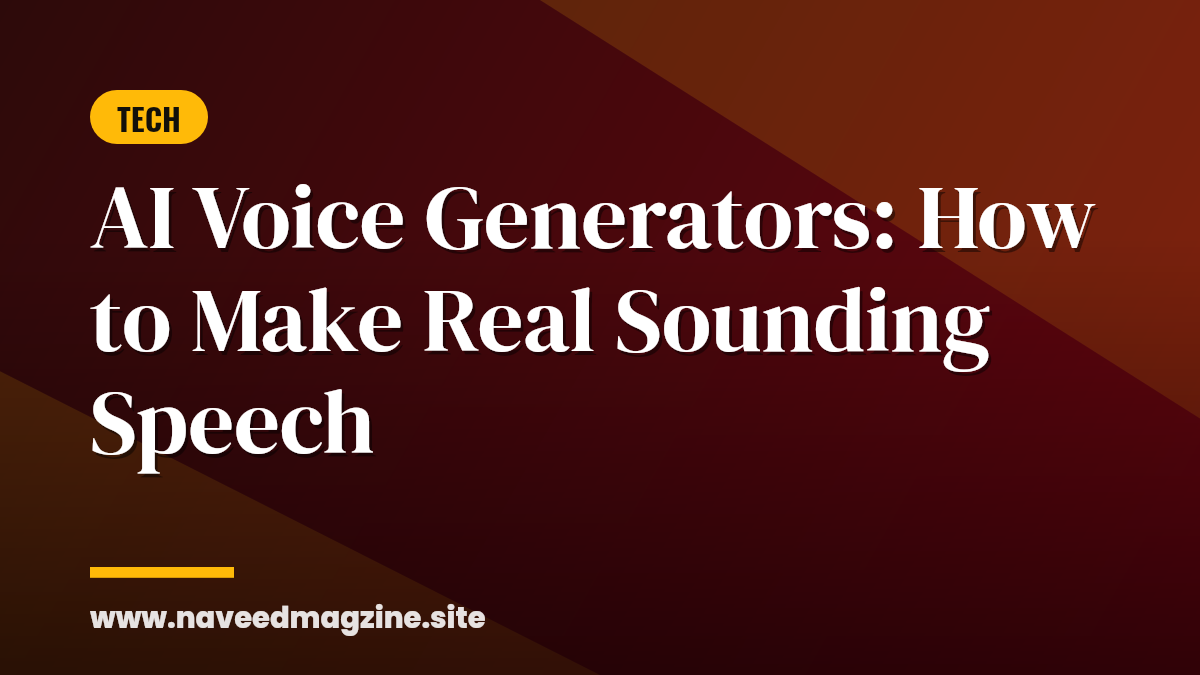 TECH
AI Voice Generators: How
to Make Real Sounding
Speech
www.naveedmagzine.site